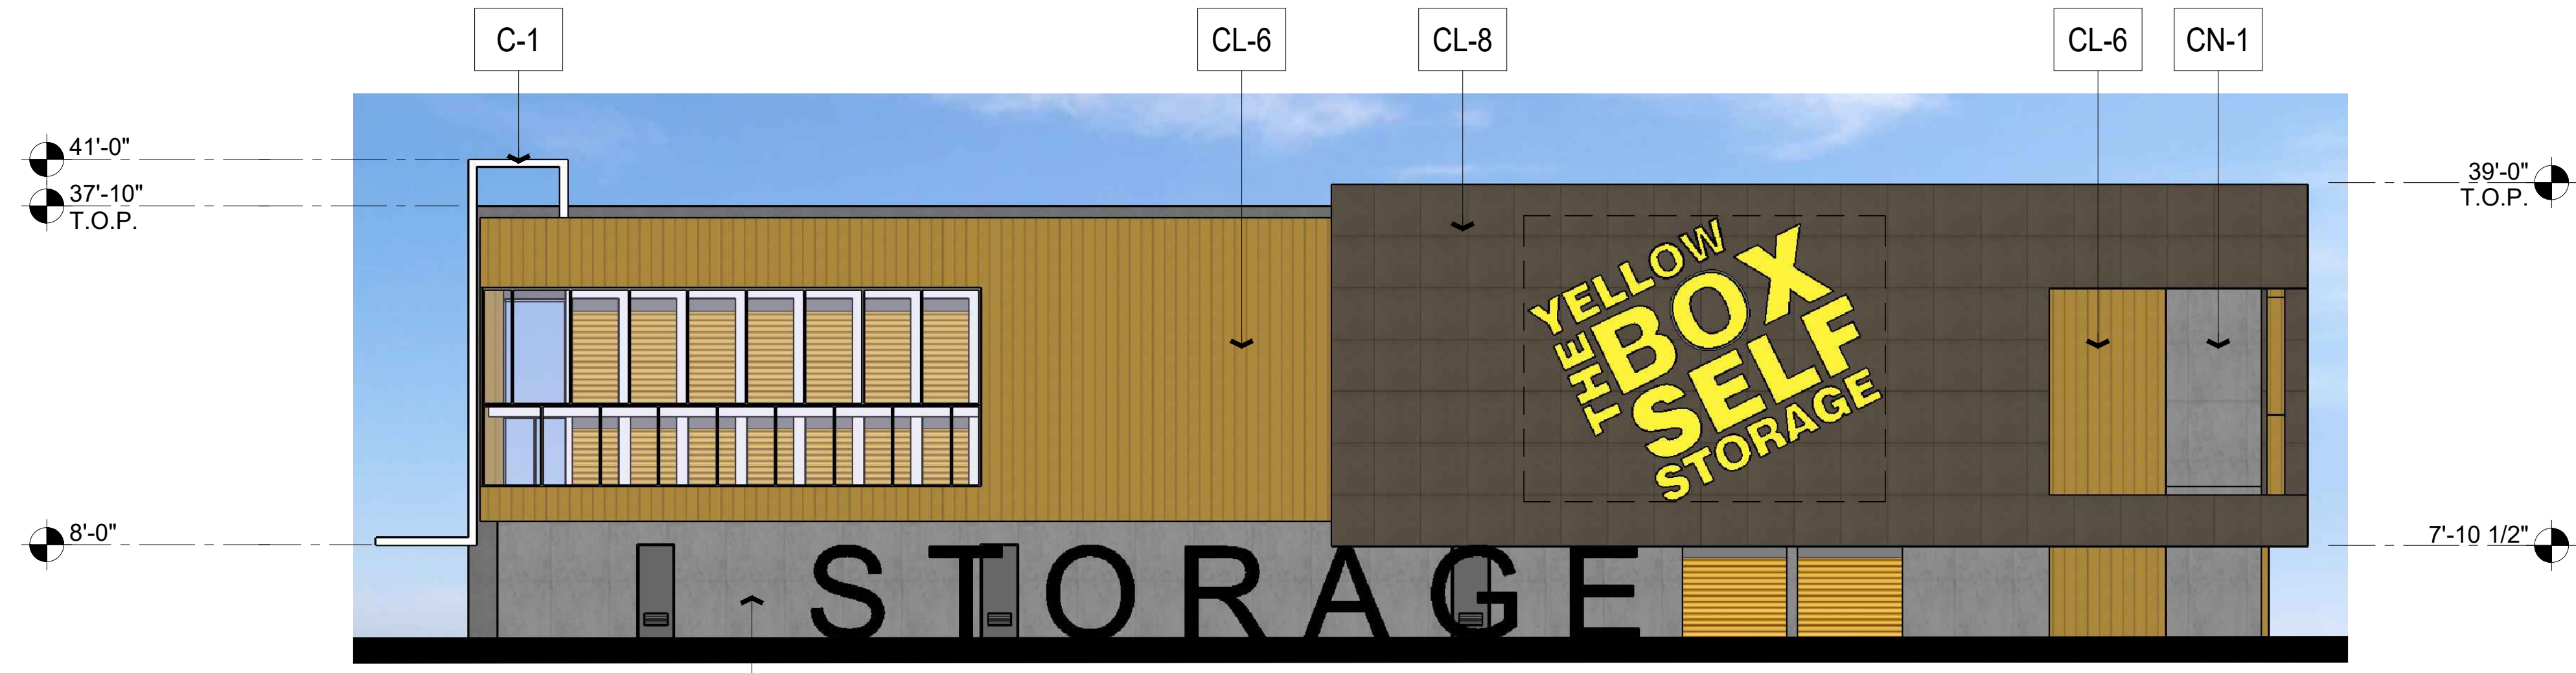 C-1
CL-6
CL-8
CL-6
CN-1
41'-0"
37'-10"
T.O.P.
8'-0"
39'-0"
T.O.P.
7'-10 1/2"
THE
YELLOW
BOX
SELF
STORAGE
STORAGE